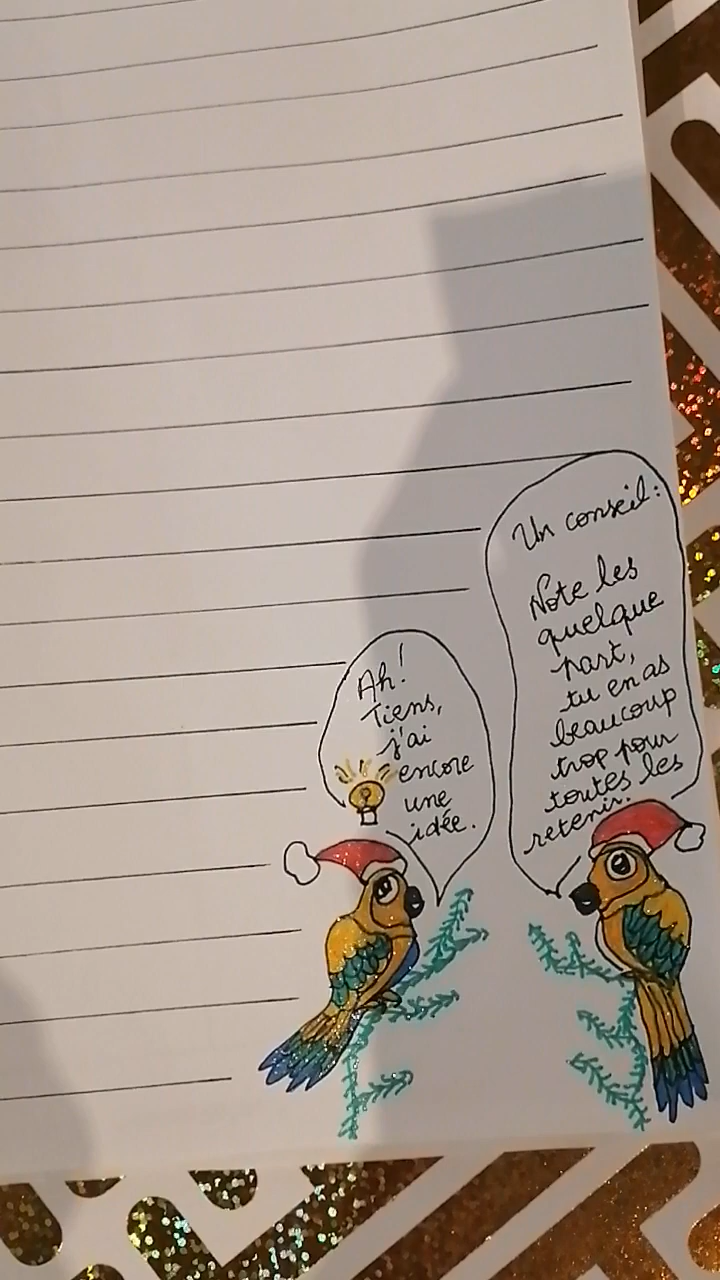 Ah!
Tiens,
j'ai
encore
une
idée.
Un conseil:
Note les
quelque
part,
tu en as
beaucoup
trop pour
toutes les
retenir.